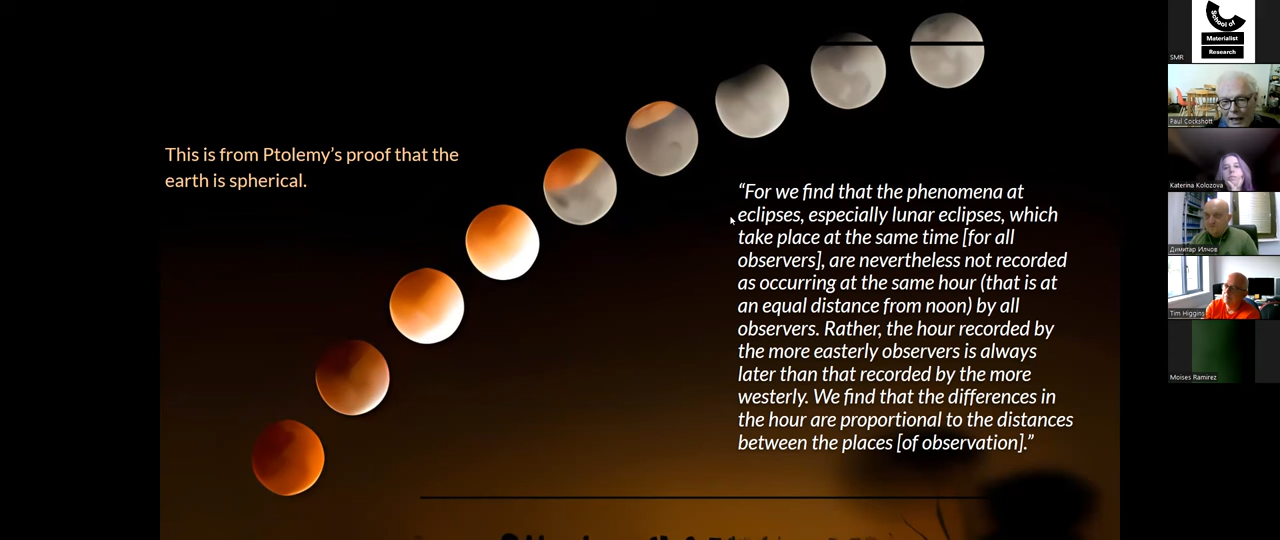 This is from Ptolemy’s proof that the
earth is spherical.
“For we find that the phenomena at
eclipses, especially lunar eclipses, which
take place at the same time [for all
observers], are nevertheless not recorded
as occurring at the same hour (that is at
an equal distance from noon) by all
observers. Rather, the hour recorded by
the more easterly observers is always
later than that recorded by the more
westerly. We find that the differences in
the hour are proportional to the distances
between the places [of observation].”
School of
Materialist
Research
SMR
Paul Cockshott
Katerina Kolozova
Димитар Илчов
Tim Higgins
Moises Ramirez